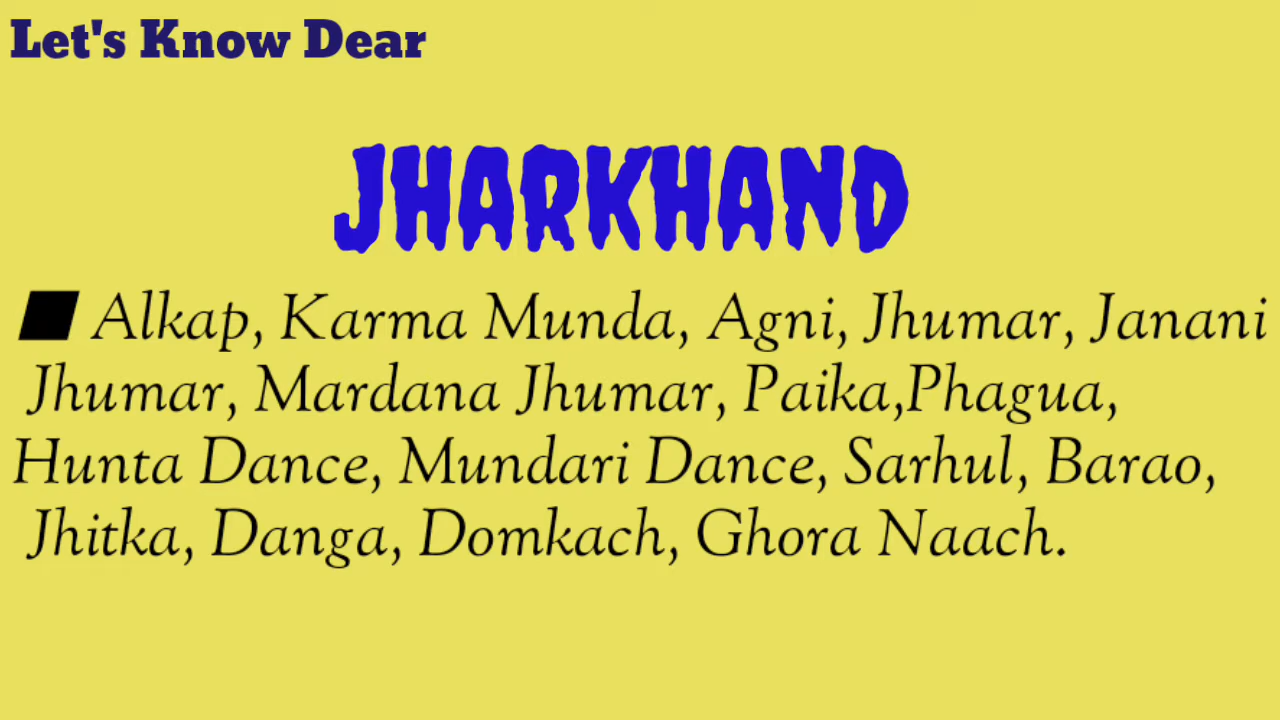 Let's Know Dear
JHARKHAND
■ Alkap, Karma Munda, Agni, Jhumar, Janani
Jhumar, Mardana Jhumar, Paika,Phagua,
Hunta Dance, Mundari Dance, Sarhul, Barao,
Jhitka, Danga, Domkach, Ghora Naach.